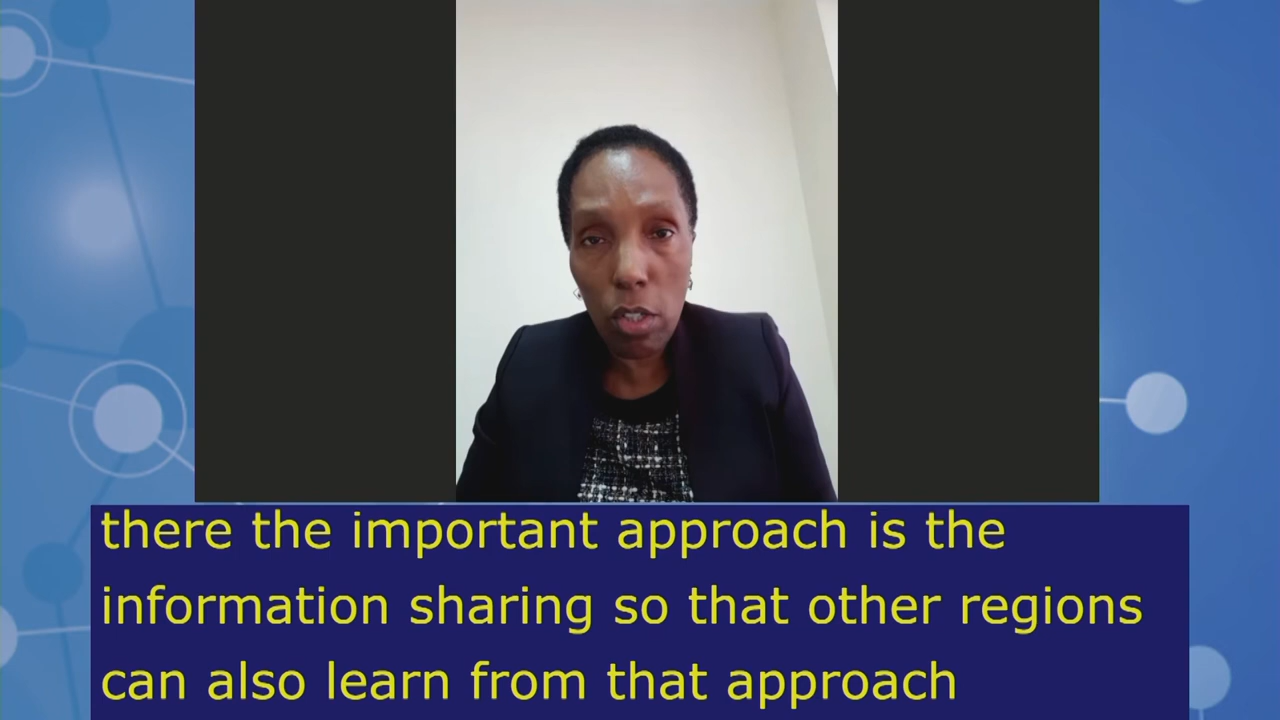 there the important approach is the
information sharing so that other regions
can also learn from that approach